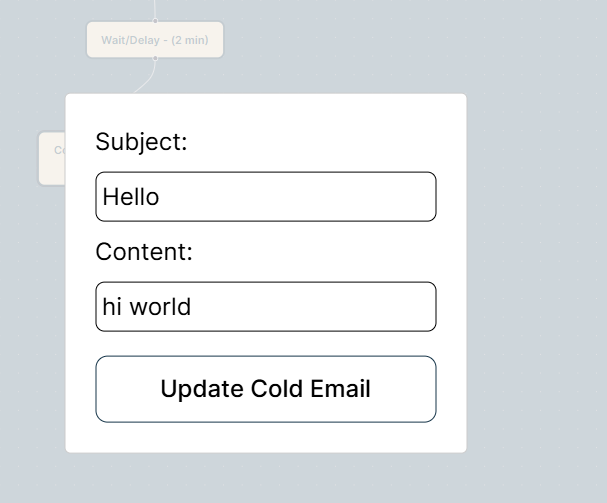 Wait/Delay - (2 min)
Subject:
Hello
Content:
hi world
Update Cold Email